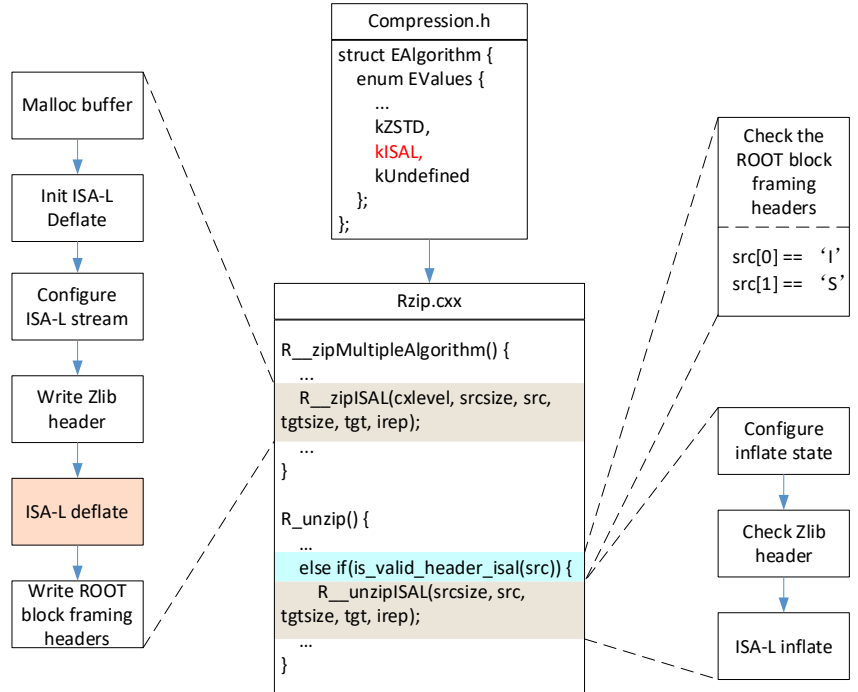 Compression.h
struct EAlgorithm {
enum EValues {
...
kZSTD,
kISAL,
kUndefined
};
};
Malloc buffer
Init ISA-L
Deflate
Configure
ISA-L stream
Write Zlib
header
ISA-L deflate
Write ROOT
block framing
headers
Rzip.cxx
R__zipMultipleAlgorithm() {
...
R__zipISAL(cxlevel, srcsize, src,
tgtsize, tgt, irep);
...
}
R_unzip() {
...
else if(is_valid_header_isal(src)) {
R__unzipISAL(srcsize, src,
tgtsize, tgt, irep);
...
}
Check the
ROOT block
framing
headers
src[0] == ‘I’
src[1] == ‘S’
Configure
inflate state
Check Zlib
header
ISA-L inflate